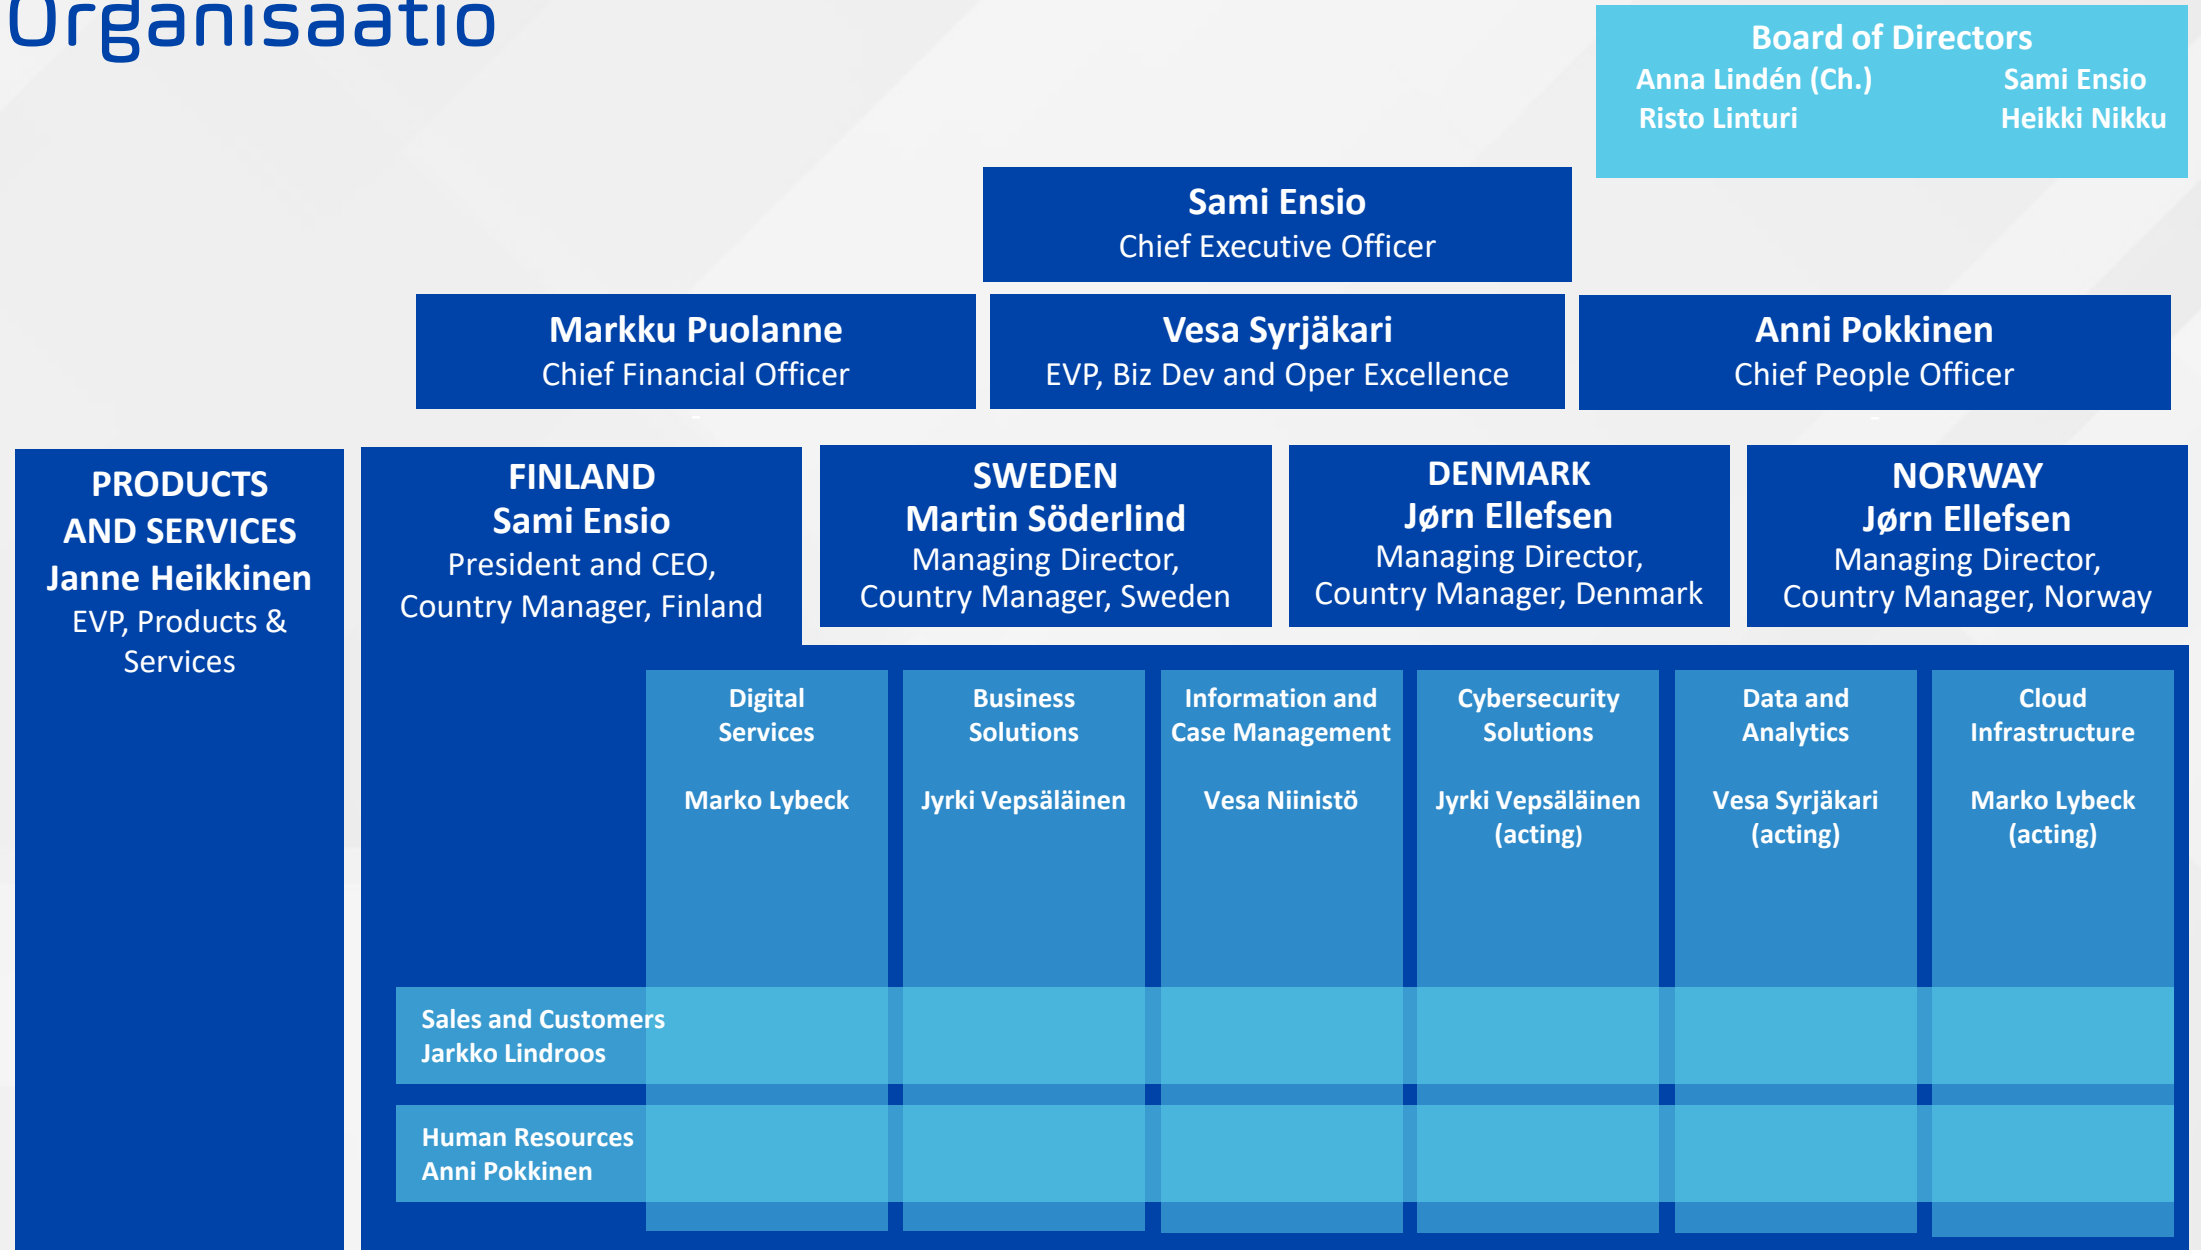 Organisaatio
Board of Directors
Anna Lindén (Ch.) Sami Ensio
Risto Linturi Heikki Nikku
Sami Ensio
Chief Executive Officer
Markku Puolanne
Chief Financial Officer
Vesa Syrjäkari
EVP, Biz Dev and Oper Excellence
Anni Pokkinen
Chief People Officer
PRODUCTS
AND SERVICES
Janne Heikkinen
EVP, Products &
Services
FINLAND
Sami Ensio
President and CEO,
Country Manager, Finland
SWEDEN
Martin Söderlind
Managing Director,
Country Manager, Sweden
DENMARK
Jørn Ellefsen
Managing Director,
Country Manager, Denmark
NORWAY
Jørn Ellefsen
Managing Director,
Country Manager, Norway
Digital
Services
Marko Lybeck
Business
Solutions
Jyrki Vepsäläinen
Information and
Case Management
Vesa Niinistö
Cybersecurity
Solutions
Jyrki Vepsäläinen
(acting)
Data and
Analytics
Vesa Syrjäkari
(acting)
Cloud
Infrastructure
Marko Lybeck
(acting)
Sales and Customers
Jarkko Lindroos
Human Resources
Anni Pokkinen